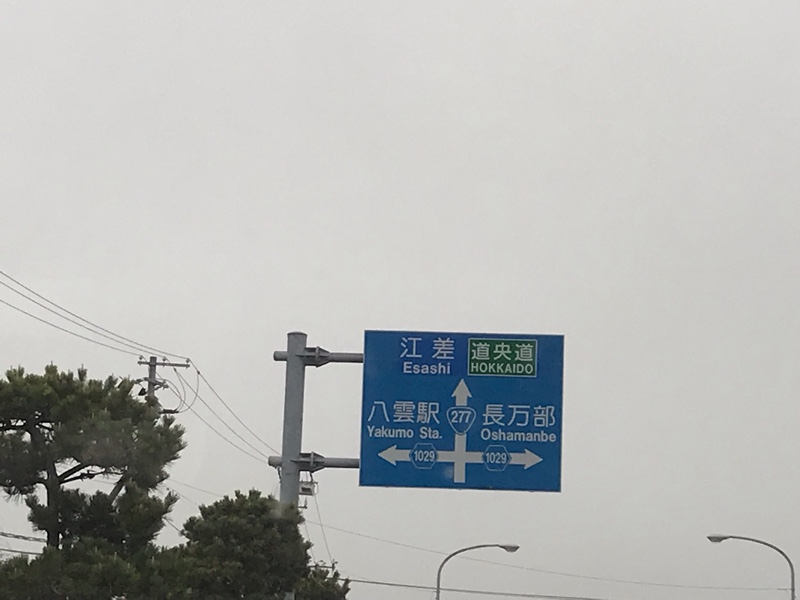 江差
Esashi
道央道
HOKKAIDO
277
八雲駅
Yakumo Sta.
長万部
Oshamanbe
1029
1029